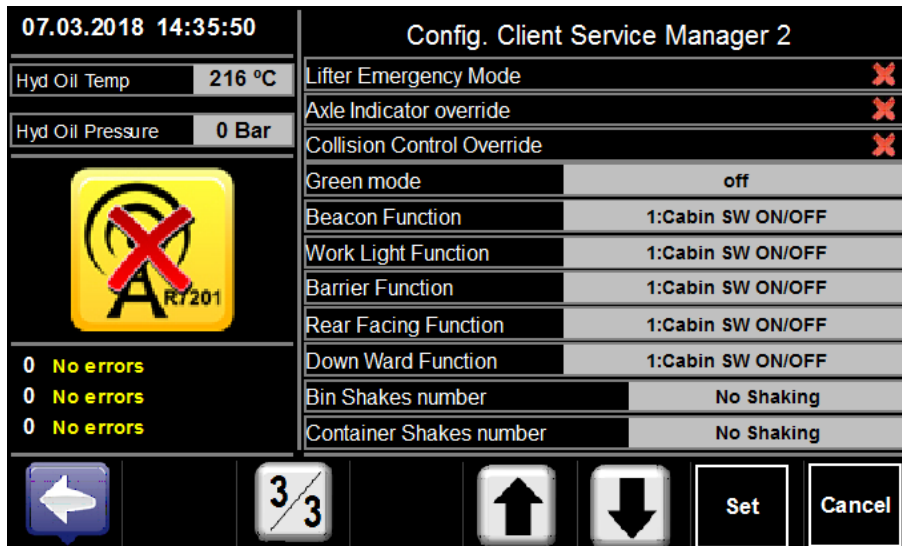 07.03.2018 14:35:50
Config. Client Service Manager 2
Hyd Oil Temp 216 ºC
Hyd Oil Pressure 0 Bar
R7201
0 No errors
0 No errors
0 No errors
Lifter Emergency Mode
Axle Indicator override
Collision Control Override
Green mode off
Beacon Function 1:Cabin SW ON/OFF
Work Light Function 1:Cabin SW ON/OFF
Barrier Function 1:Cabin SW ON/OFF
Rear Facing Function 1:Cabin SW ON/OFF
Down Ward Function 1:Cabin SW ON/OFF
Bin Shakes number No Shaking
Container Shakes number No Shaking
3/3 Set Cancel